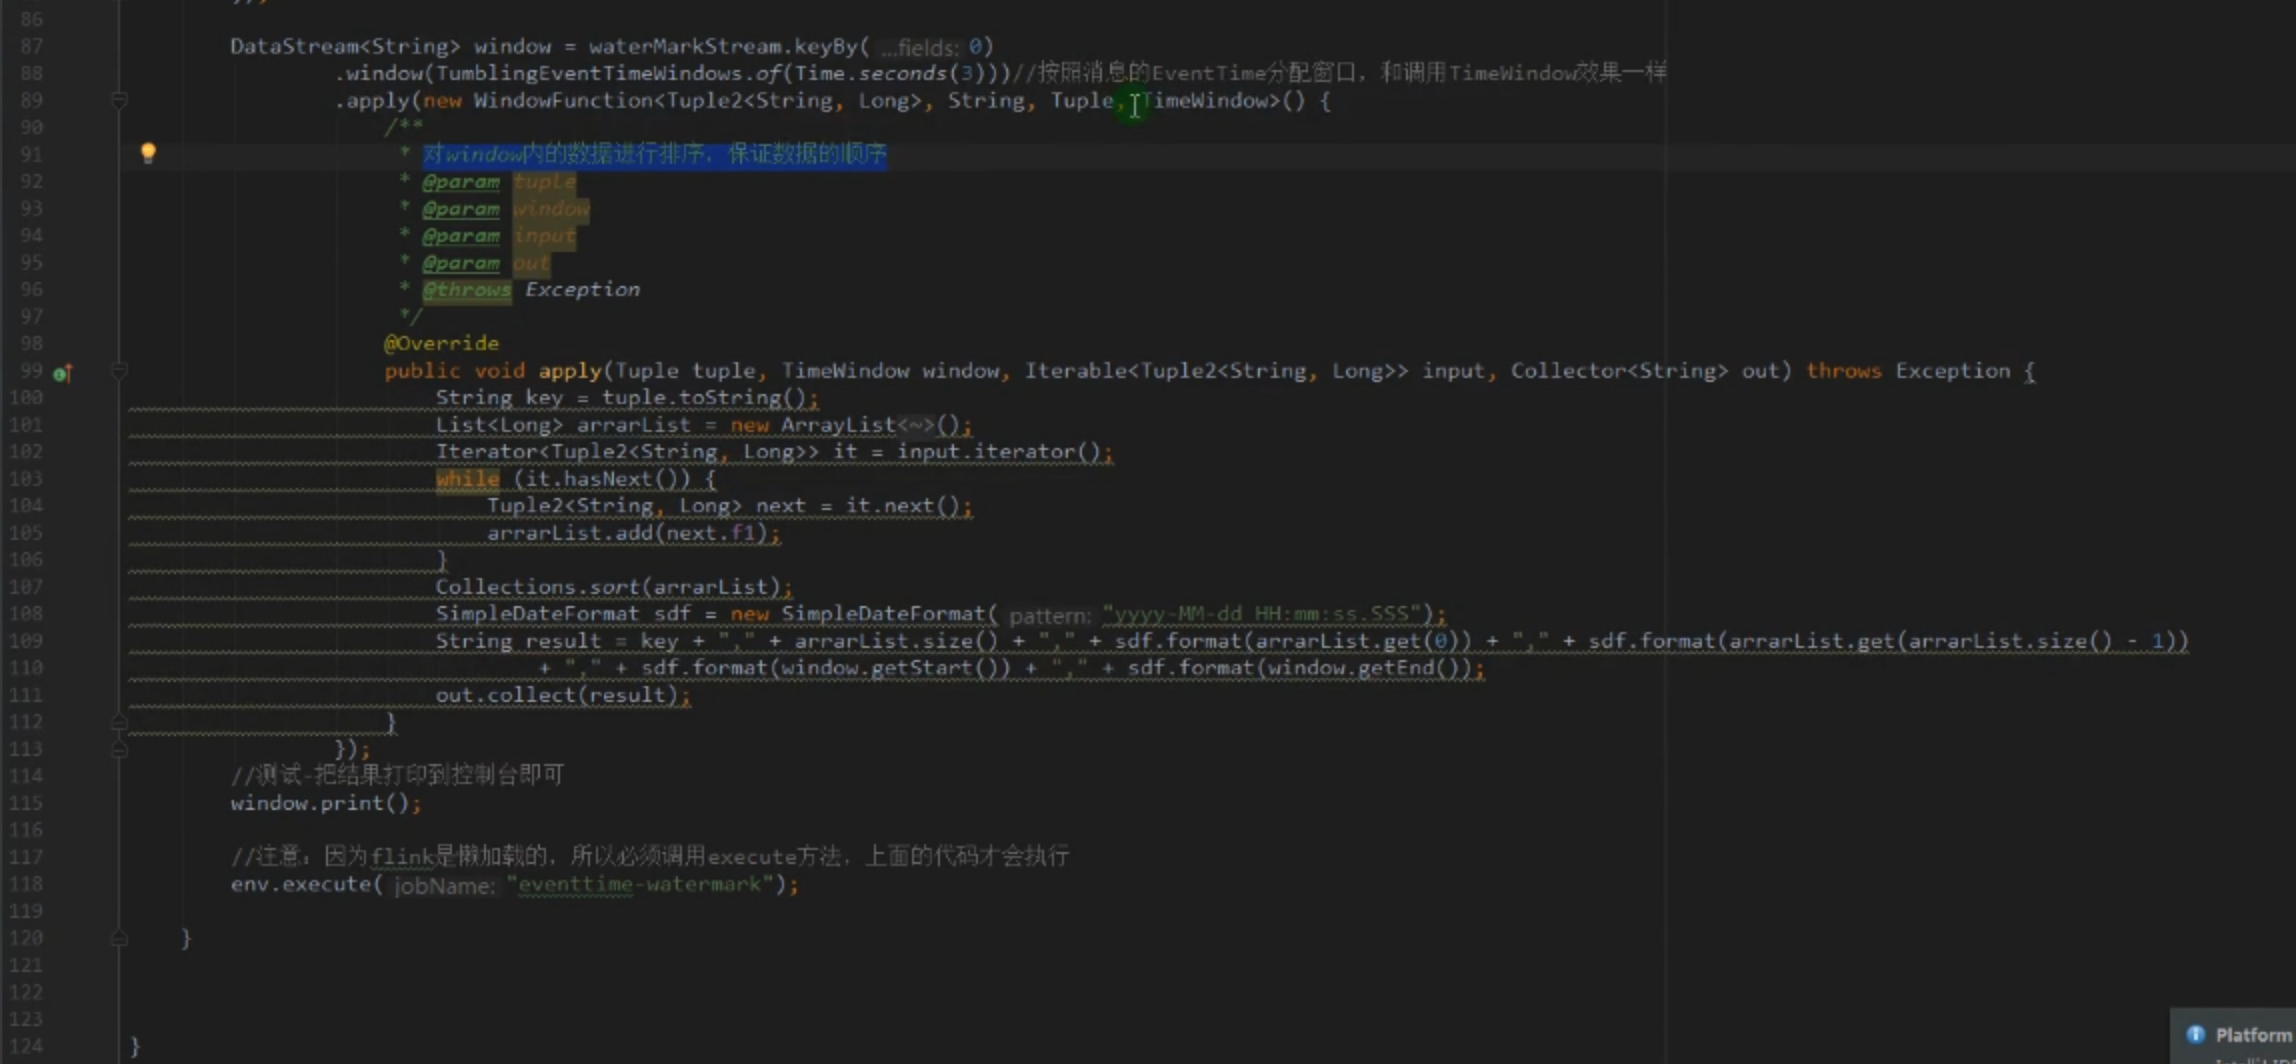 86
87 DataStream<String> window = waterMarkStream.keyBy( ...fields: 0)
88 .window(TumblingEventTimeWindows.of(Time.seconds(3)))//按照消息的EventTime分配窗口，和调用TimeWindow效果一样
89 .apply(new WindowFunction<Tuple2<String, Long>, String, Tuple, TimeWindow>() {
90 /**
91 * 对window内的数据进行排序，保证数据的顺序
92 * @param tuple
93 * @param window
94 * @param input
95 * @param out
96 * @throws Exception
97 */
98 @Override
99 public void apply(Tuple tuple, TimeWindow window, Iterable<Tuple2<String, Long>> input, Collector<String> out) throws Exception {
100 String key = tuple.toString();
101 List<Long> arrarList = new ArrayList<~>();
102 Iterator<Tuple2<String, Long>> it = input.iterator();
103 while (it.hasNext()) {
104 Tuple2<String, Long> next = it.next();
105 arrarList.add(next.f1);
106 }
107 Collections.sort(arrarList);
108 SimpleDateFormat sdf = new SimpleDateFormat( pattern: "yyyy-MM-dd HH:mm:ss.SSS");
109 String result = key + "," + arrarList.size() + "," + sdf.format(arrarList.get(0)) + "," + sdf.format(arrarList.get(arrarList.size() - 1))
110 + "," + sdf.format(window.getStart()) + "," + sdf.format(window.getEnd());
111 out.collect(result);
112 }
113 });
114 //测试-把结果打印到控制台即可
115 window.print();
116
117 //注意：因为flink是懒加载的，所以必须调用execute方法，上面的代码才会执行
118 env.execute( jobName: "eventtime-watermark");
119
120 }
121
122
123
124 }
Platform